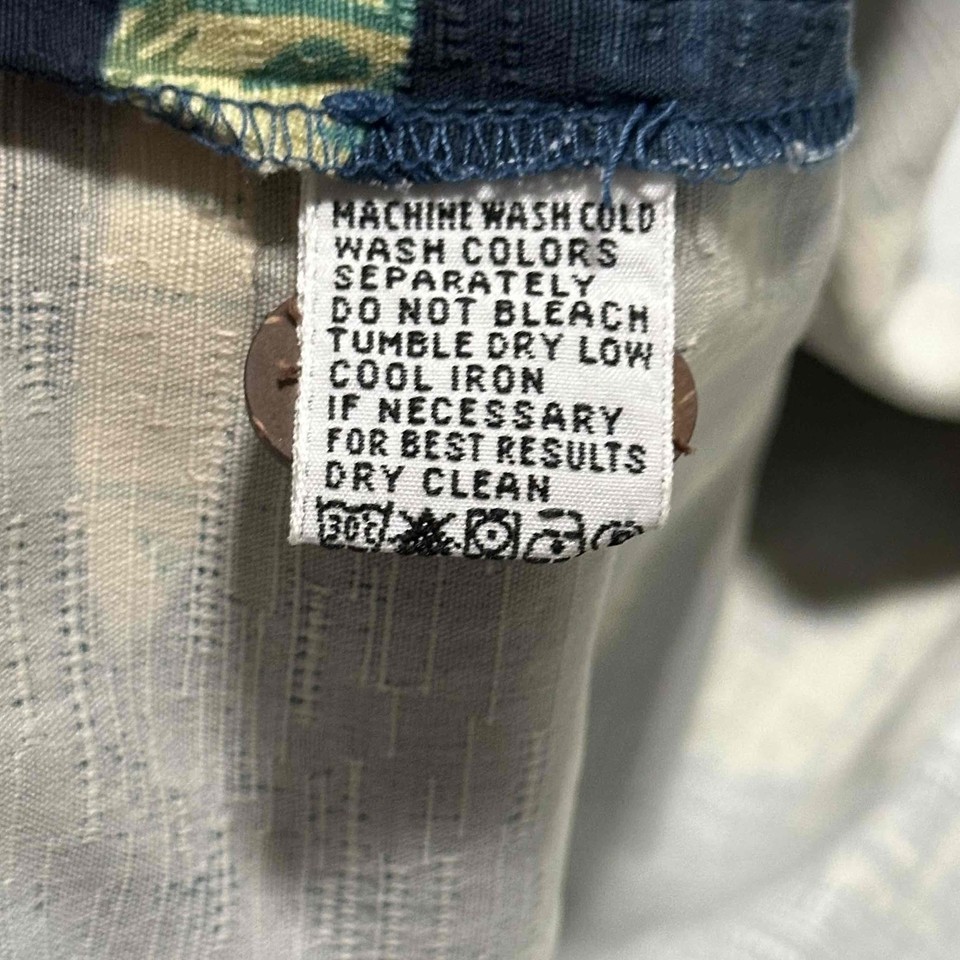 MACHINE WASH COLD
WASH COLORS
SEPARATELY
DO NOT BLEACH
TUMBLE DRY LOW
COOL IRON
IF NECESSARY
FOR BEST RESULTS
DRY CLEAN
30°C